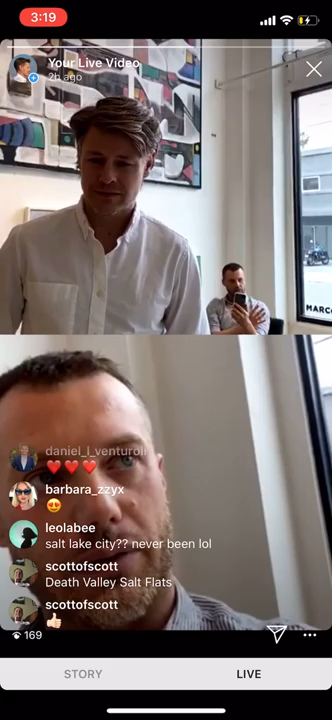 3:19
Your Live Video
2h ago
MARC
daniel_l_venturoli
barbara_zzyx
leolabee
salt lake city?? never been lol
scottofscott
Death Valley Salt Flats
scottofscott
169
STORY
LIVE